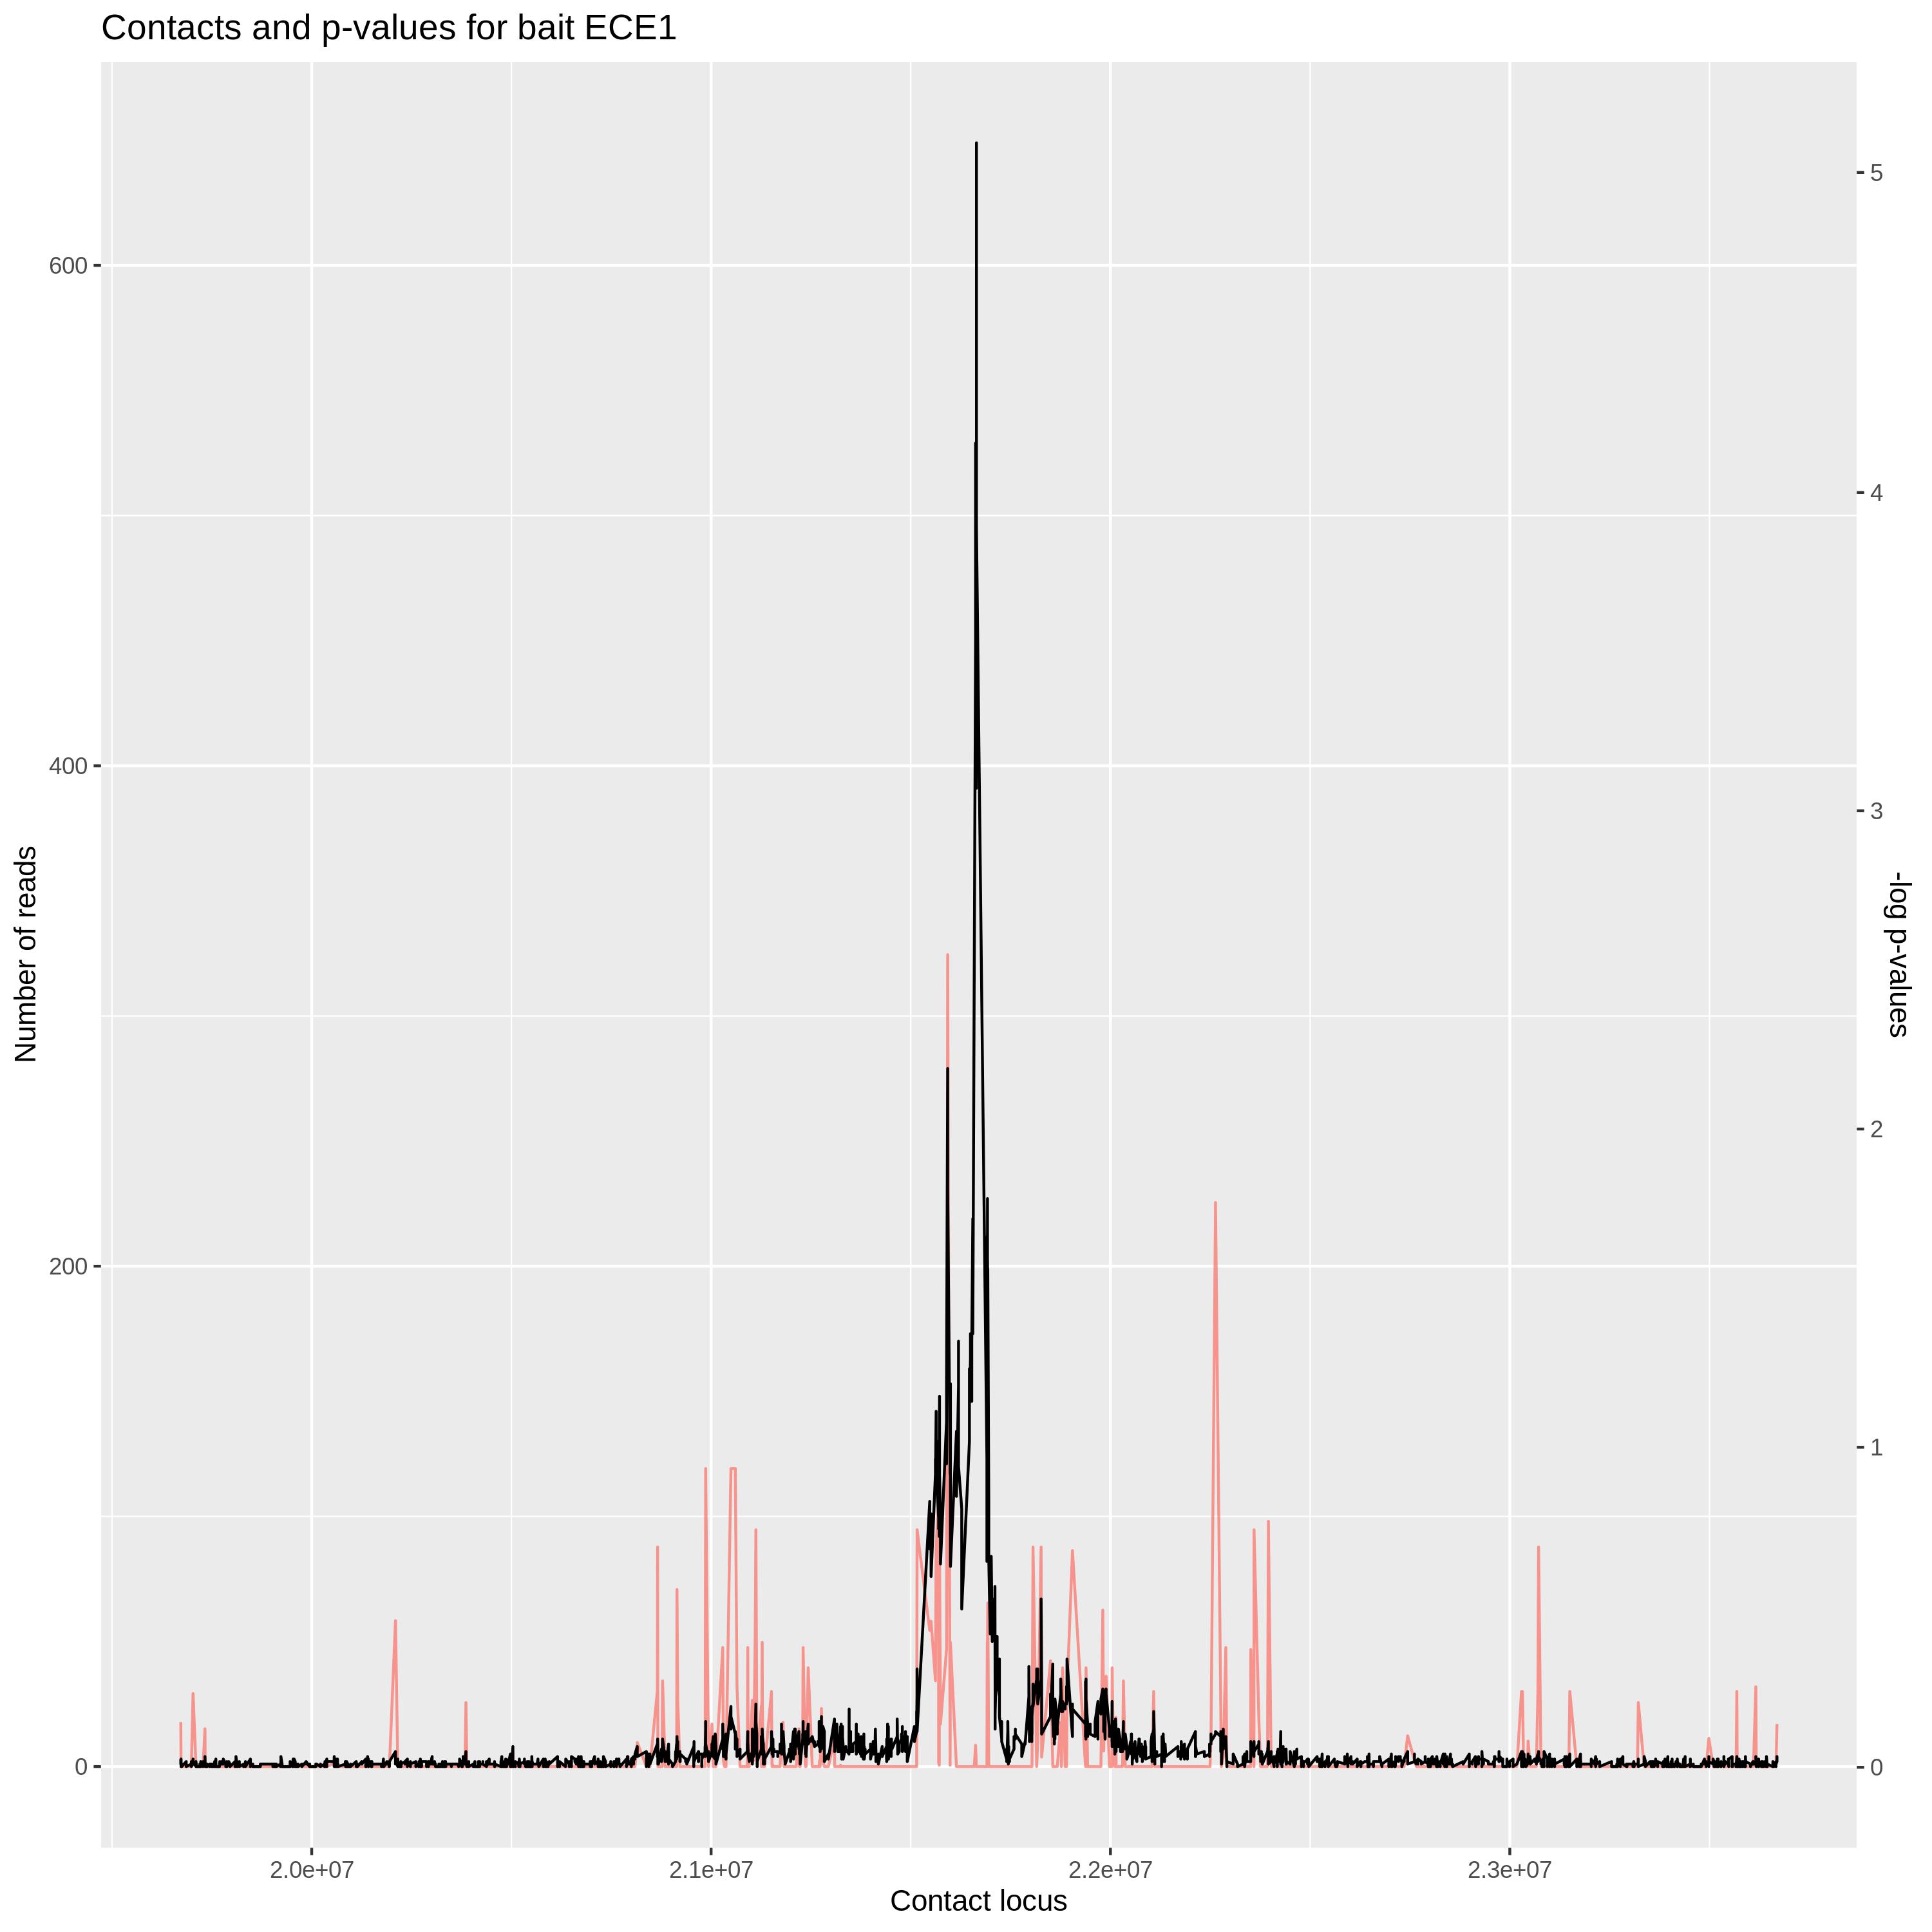 Contacts and p-values for bait ECE1
600
400
200
0
Number of reads
5
4
3
2
1
0
-log p-values
2.0e+07
2.1e+07
2.2e+07
2.3e+07
Contact locus